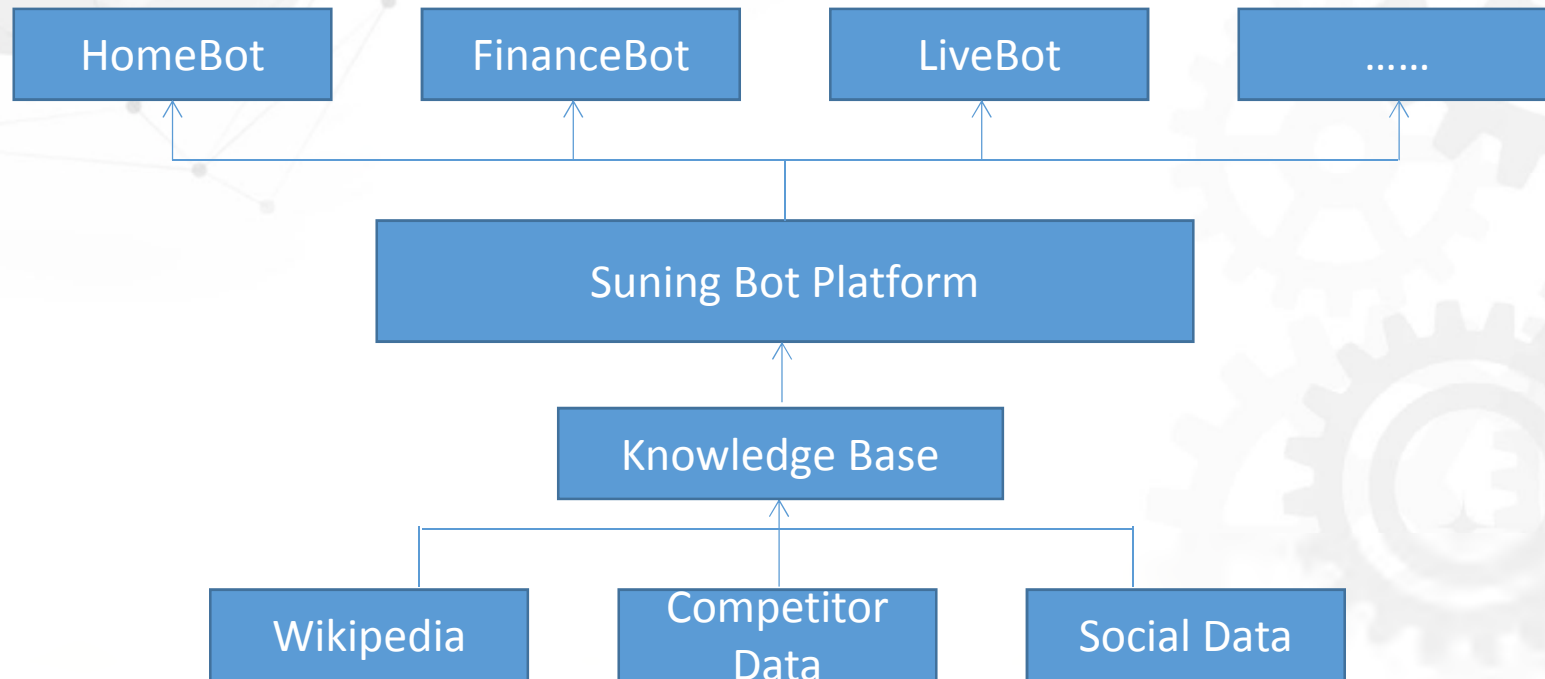 HomeBot
FinanceBot
LiveBot
……
Suning Bot Platform
Knowledge Base
Wikipedia
Competitor
Data
Social Data